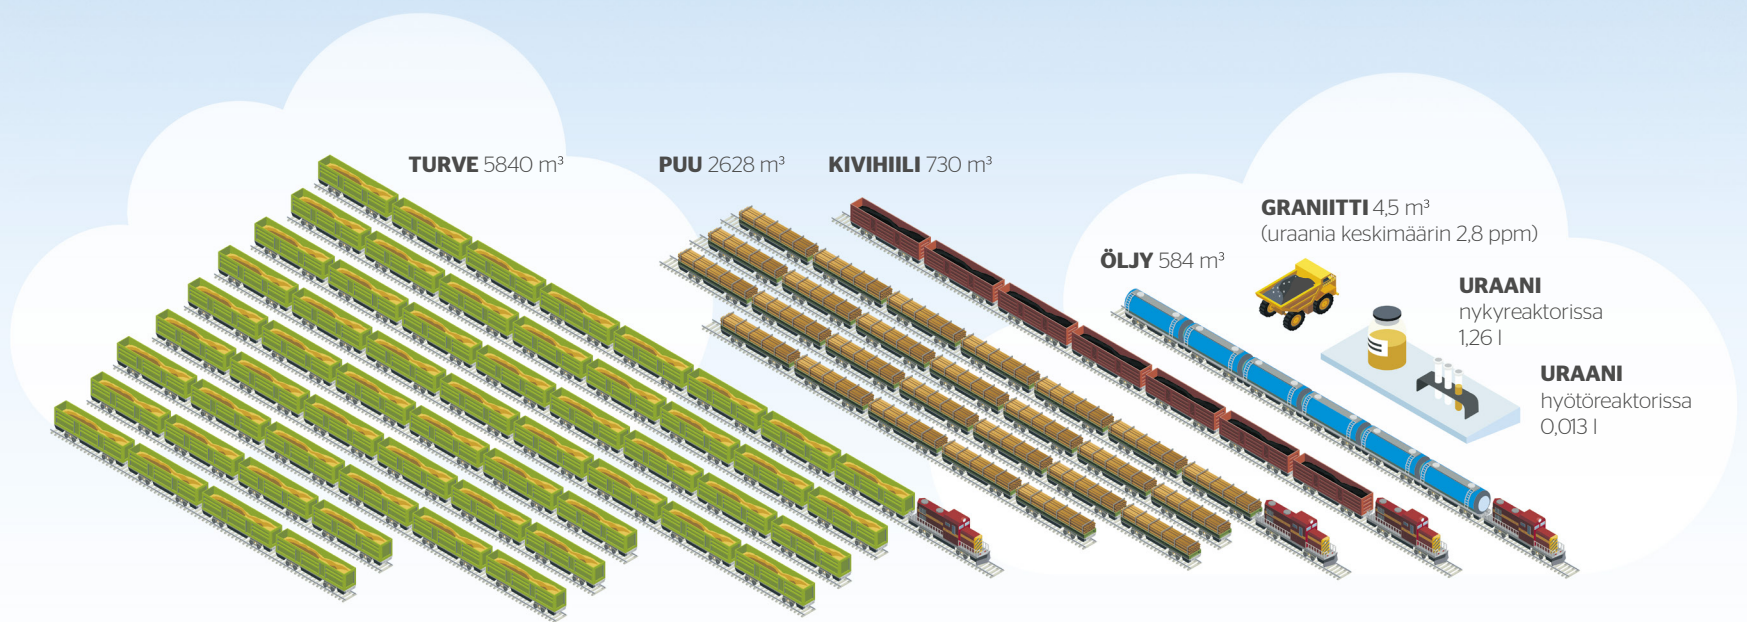 TURVE 5840 m³
PUU 2628 m³
KIVIHIILI 730 m³
GRANIITTI 4,5 m³
(uraania keskimäärin 2,8 ppm)
ÖLJY 584 m³
URAANI
nykyreaktorissa
1,26 l
URAANI
hyötöreaktorissa
0,013 l